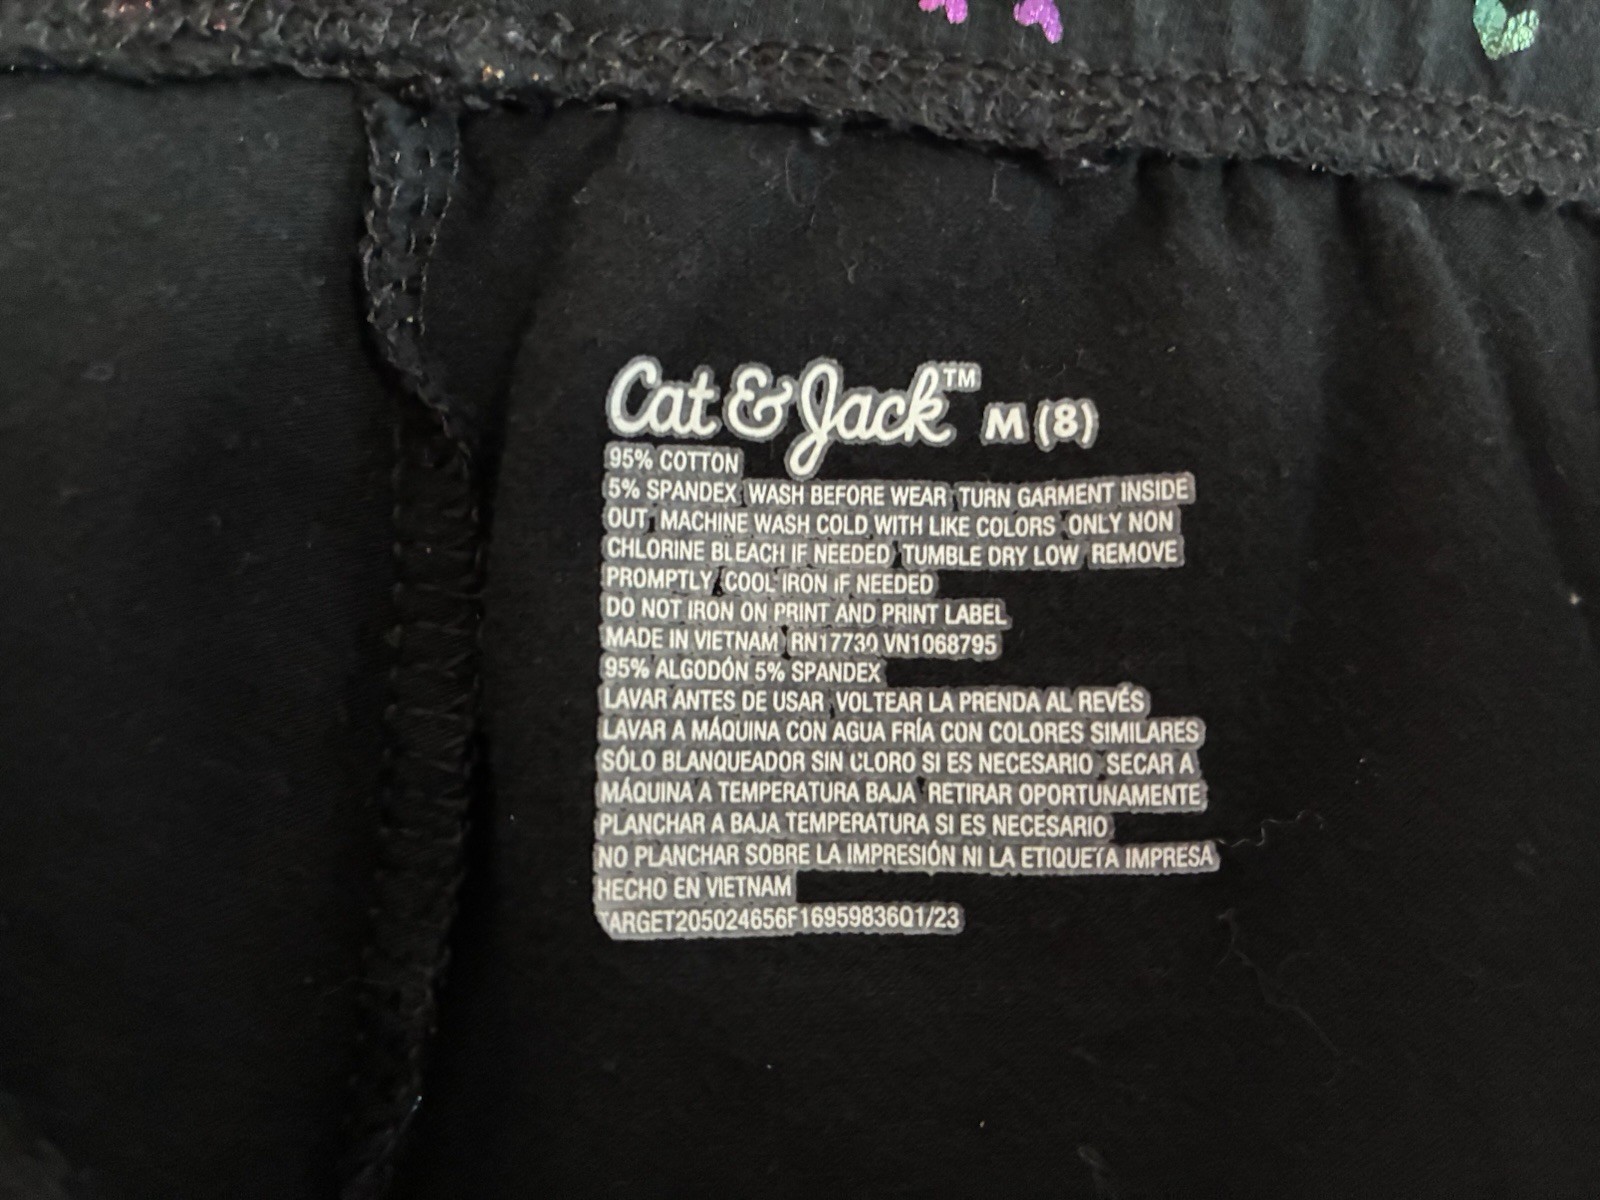 Cat & Jack™ M (8)
95% COTTON
5% SPANDEX WASH BEFORE WEAR TURN GARMENT INSIDE
OUT MACHINE WASH COLD WITH LIKE COLORS ONLY NON
CHLORINE BLEACH IF NEEDED TUMBLE DRY LOW REMOVE
PROMPTLY COOL IRON IF NEEDED
DO NOT IRON ON PRINT AND PRINT LABEL
MADE IN VIETNAM RN17730 VN1068795
95% ALGODÓN 5% SPANDEX
LAVAR ANTES DE USAR VOLTEAR LA PRENDA AL REVÉS
LAVAR A MÁQUINA CON AGUA FRÍA CON COLORES SIMILARES
SÓLO BLANQUEADOR SIN CLORO SI ES NECESARIO SECAR A
MÁQUINA A TEMPERATURA BAJA RETIRAR OPORTUNAMENTE
PLANCHAR A BAJA TEMPERATURA SI ES NECESARIO
NO PLANCHAR SOBRE LA IMPRESIÓN NI LA ETIQUETA IMPRESA
HECHO EN VIETNAM
TARGET205024656F16959836Q1/23